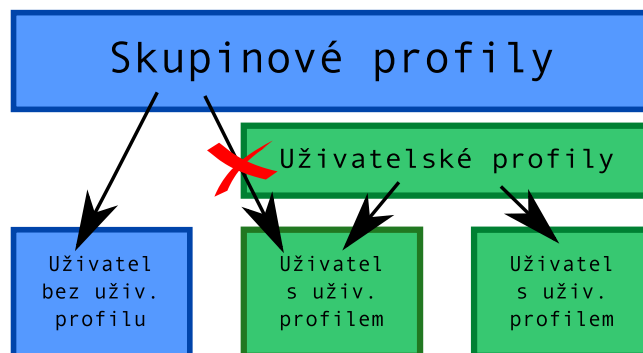 Skupinové profily
Uživatelské profily
Uživatel
bez uživ.
profilu
Uživatel
s uživ.
profilem
Uživatel
s uživ.
profilem